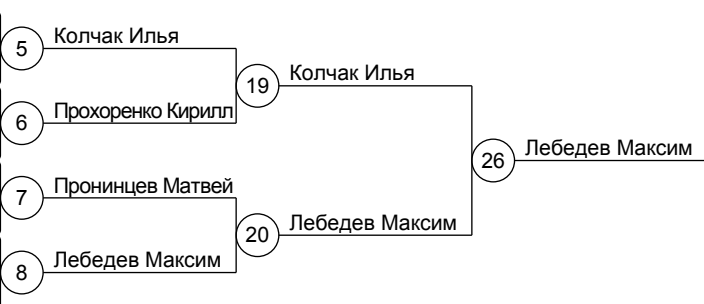 5 Колчак Илья
19 Колчак Илья
6 Прохоренко Кирилл
26 Лебедев Максим
7 Пронинцев Матвей
20 Лебедев Максим
8 Лебедев Максим